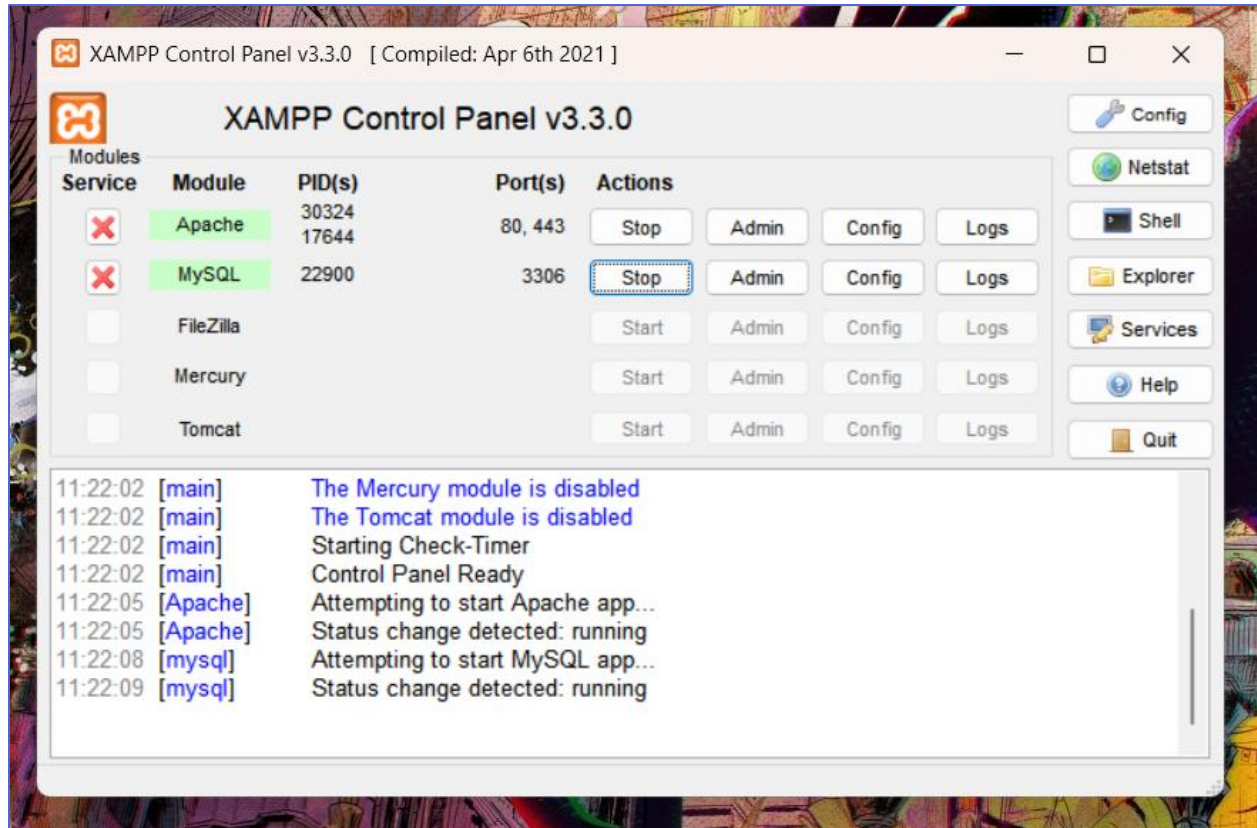 XAMPP Control Panel v3.3.0 [ Compiled: Apr 6th 2021 ]
XAMPP Control Panel v3.3.0
Config
Modules
Netstat
Service Module PID(s) Port(s) Actions
Shell
Apache 30324 17644 80, 443 Stop Admin Config Logs
MySQL 22900 3306 Stop Admin Config Logs
Explorer
FileZilla Start Admin Config Logs
Services
Mercury Start Admin Config Logs
Help
Tomcat Start Admin Config Logs
Quit
11:22:02 [main] The Mercury module is disabled
11:22:02 [main] The Tomcat module is disabled
11:22:02 [main] Starting Check-Timer
11:22:02 [main] Control Panel Ready
11:22:05 [Apache] Attempting to start Apache app...
11:22:05 [Apache] Status change detected: running
11:22:08 [mysql] Attempting to start MySQL app...
11:22:09 [mysql] Status change detected: running